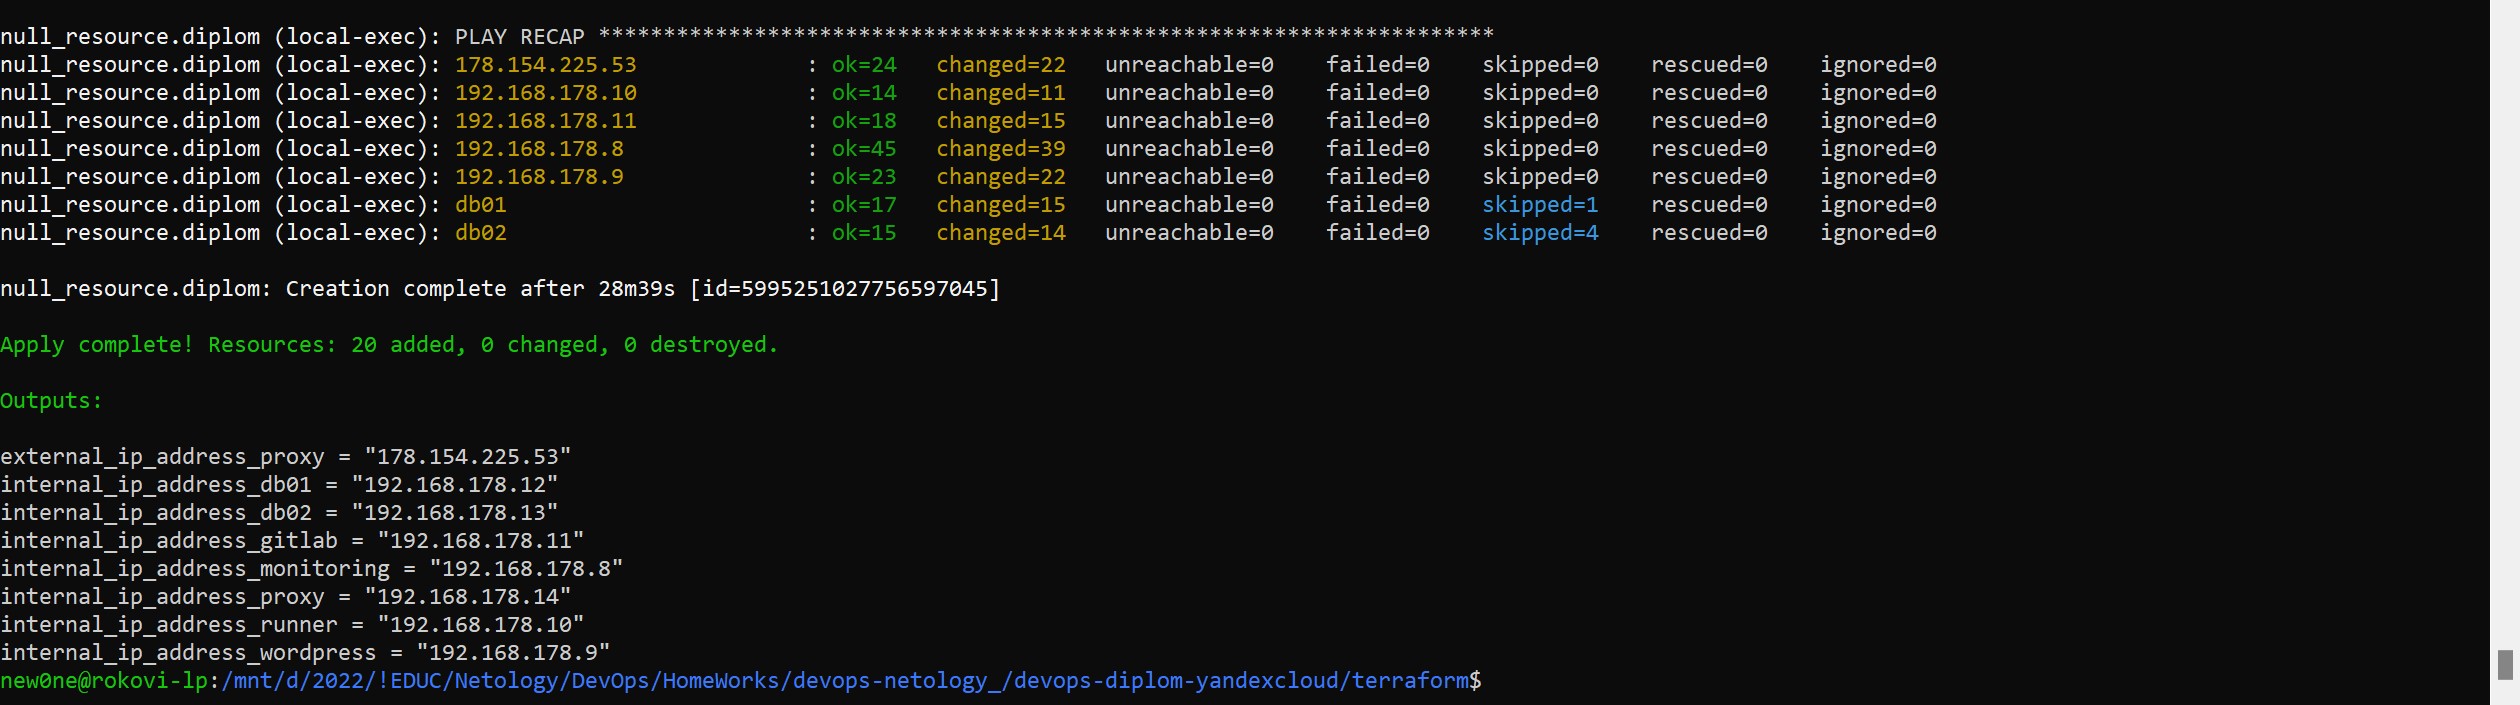 null_resource.diplom (local-exec): PLAY RECAP *********************************************************************
null_resource.diplom (local-exec): 178.154.225.53             : ok=24   changed=22   unreachable=0    failed=0    skipped=0    rescued=0    ignored=0
null_resource.diplom (local-exec): 192.168.178.10             : ok=14   changed=11   unreachable=0    failed=0    skipped=0    rescued=0    ignored=0
null_resource.diplom (local-exec): 192.168.178.11             : ok=18   changed=15   unreachable=0    failed=0    skipped=0    rescued=0    ignored=0
null_resource.diplom (local-exec): 192.168.178.8              : ok=45   changed=39   unreachable=0    failed=0    skipped=0    rescued=0    ignored=0
null_resource.diplom (local-exec): 192.168.178.9              : ok=23   changed=22   unreachable=0    failed=0    skipped=0    rescued=0    ignored=0
null_resource.diplom (local-exec): db01                       : ok=17   changed=15   unreachable=0    failed=0    skipped=1    rescued=0    ignored=0
null_resource.diplom (local-exec): db02                       : ok=15   changed=14   unreachable=0    failed=0    skipped=4    rescued=0    ignored=0
null_resource.diplom: Creation complete after 28m39s [id=5995251027756597045]
Apply complete! Resources: 20 added, 0 changed, 0 destroyed.
Outputs:
external_ip_address_proxy = "178.154.225.53"
internal_ip_address_db01 = "192.168.178.12"
internal_ip_address_db02 = "192.168.178.13"
internal_ip_address_gitlab = "192.168.178.11"
internal_ip_address_monitoring = "192.168.178.8"
internal_ip_address_proxy = "192.168.178.14"
internal_ip_address_runner = "192.168.178.10"
internal_ip_address_wordpress = "192.168.178.9"
new0ne@rokovi-lp:/mnt/d/2022/!EDUC/Netology/DevOps/HomeWorks/devops-netology_/devops-diplom-yandexcloud/terraform$